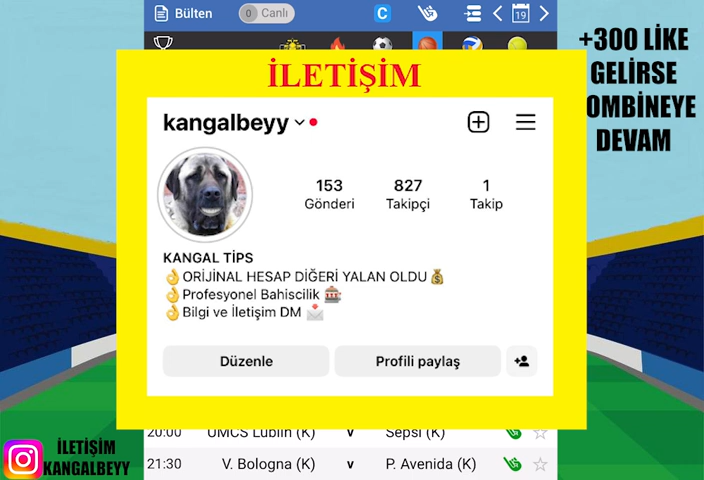 Bülten
0 Canlı
C
19
+300 LİKE
GELİRSE
OMBİNEYE
DEVAM
İLETİŞİM
kangalbeyy
153
Gönderi
827
Takipçi
1
Takip
KANGAL TİPS
👌ORİJİNAL HESAP DİĞERİ YALAN OLDU💰
👌Profesyonel Bahiscilik 🎰
👌Bilgi ve İletişim DM 📩
Düzenle
Profili paylaş
20:00 UMCS Lublin (K) v Sepsi (K)
21:30 V. Bologna (K) v P. Avenida (K)
İLETİŞİM
KANGALBEYY